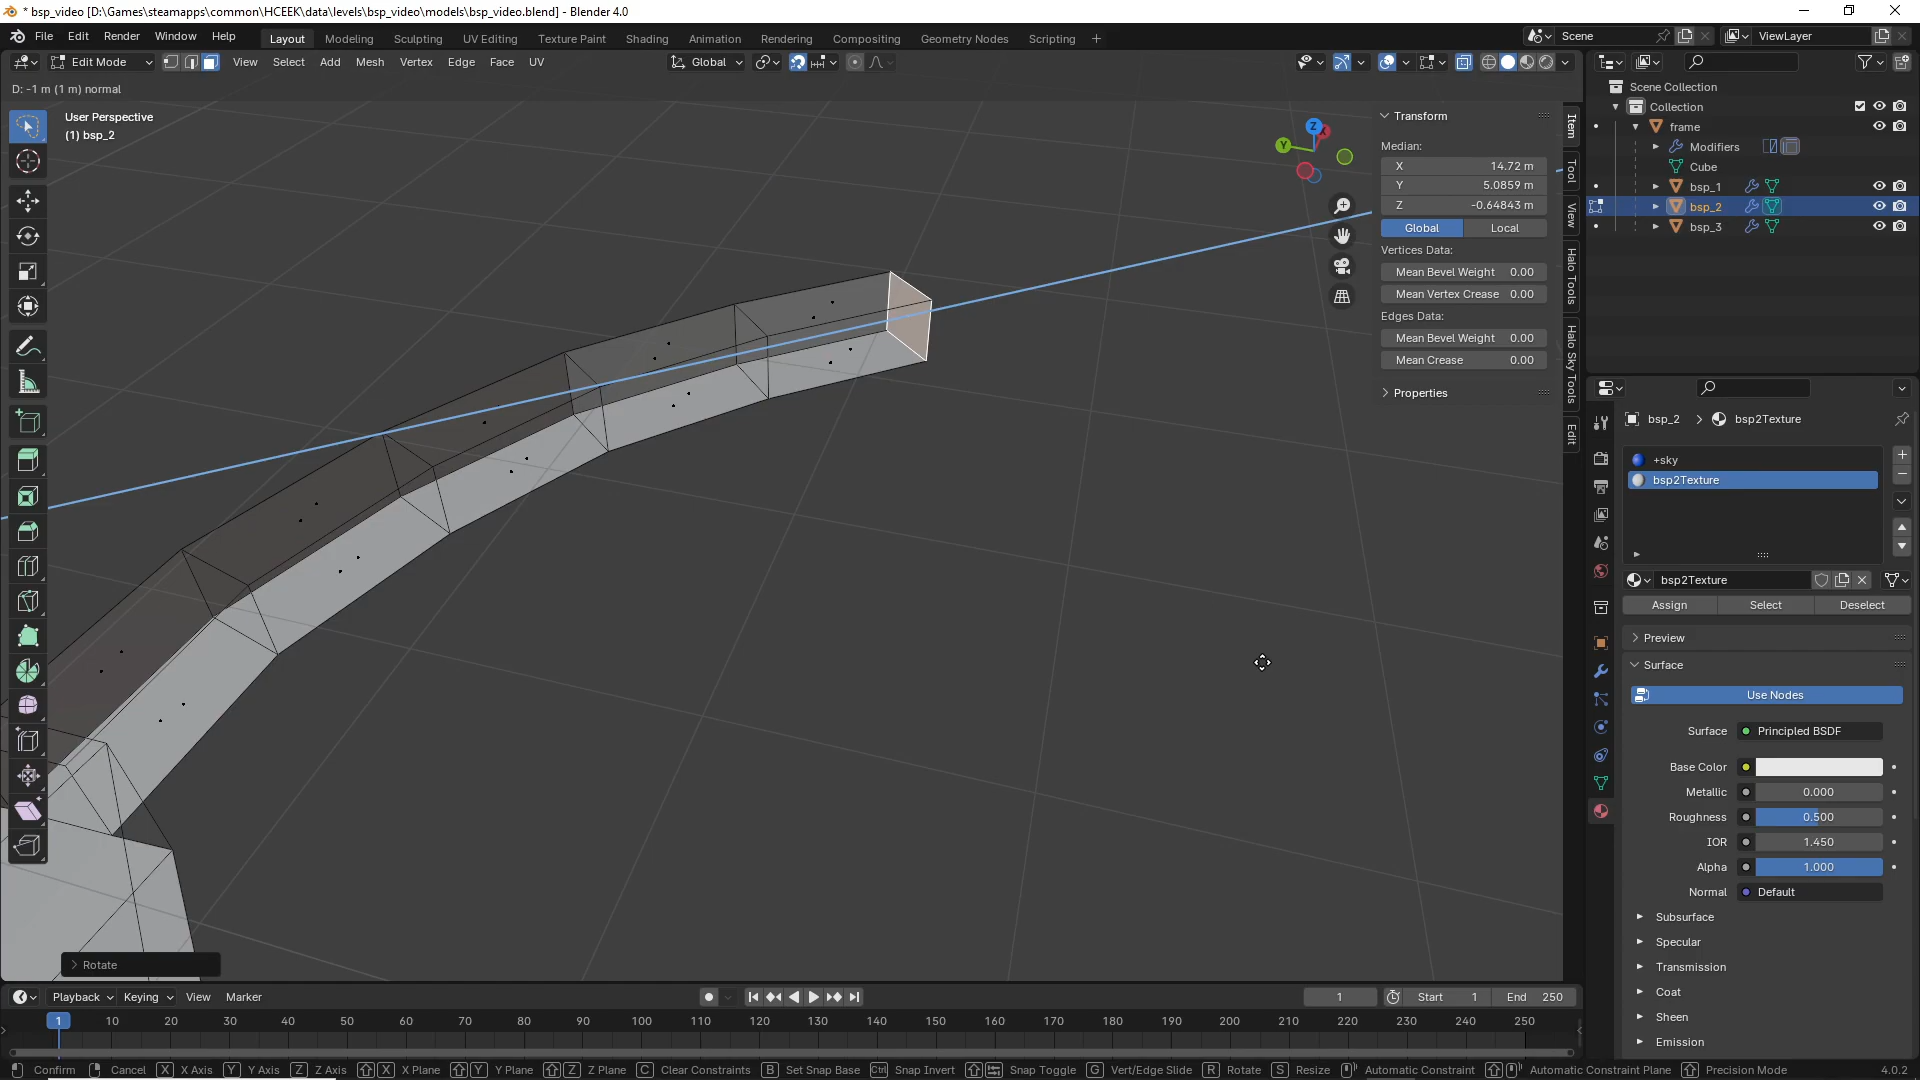 * bsp_video [D:\Games\steamapps\common\HCEEK\data\levels\bsp_video\models\bsp_video.blend] - Blender 4.0
File Edit Render Window Help Layout Modeling Sculpting UV Editing Texture Paint Shading Animation Rendering Compositing Geometry Nodes Scripting + Scene ViewLayer
Edit Mode View Select Add Mesh Vertex Edge Face UV Global
D: -1 m (1 m) normal
User Perspective
(1) bsp_2
Rotate
Z
X
Y
Transform
Median:
X 14.72 m
Y 5.0859 m
Z -0.64843 m
Global Local
Vertices Data:
Mean Bevel Weight 0.00
Mean Vertex Crease 0.00
Edges Data:
Mean Bevel Weight 0.00
Mean Crease 0.00
Properties
Item
Tool
View
Halo Tools
Halo Sky Tools
Edit
Scene Collection
Collection
frame
Modifiers
Cube
bsp_1
bsp_2
bsp_3
bsp_2 bsp2Texture
+sky
bsp2Texture
bsp2Texture
Assign Select Deselect
Preview
Surface
Use Nodes
Surface Principled BSDF
Base Color
Metallic 0.000
Roughness 0.500
IOR 1.450
Alpha 1.000
Normal Default
Subsurface
Specular
Transmission
Coat
Sheen
Emission
Playback Keying View Marker 1 Start 1 End 250
1 10 20 30 40 50 60 70 80 90 100 110 120 130 140 150 160 170 180 190 200 210 220 230 240 250
Confirm Cancel X X Axis Y Y Axis Z Z Axis X X Plane Y Y Plane Z Z Plane C Clear Constraints B Set Snap Base Ctrl Snap Invert Snap Toggle G Vert/Edge Slide R Rotate S Resize Automatic Constraint Automatic Constraint Plane Precision Mode 4.0.2